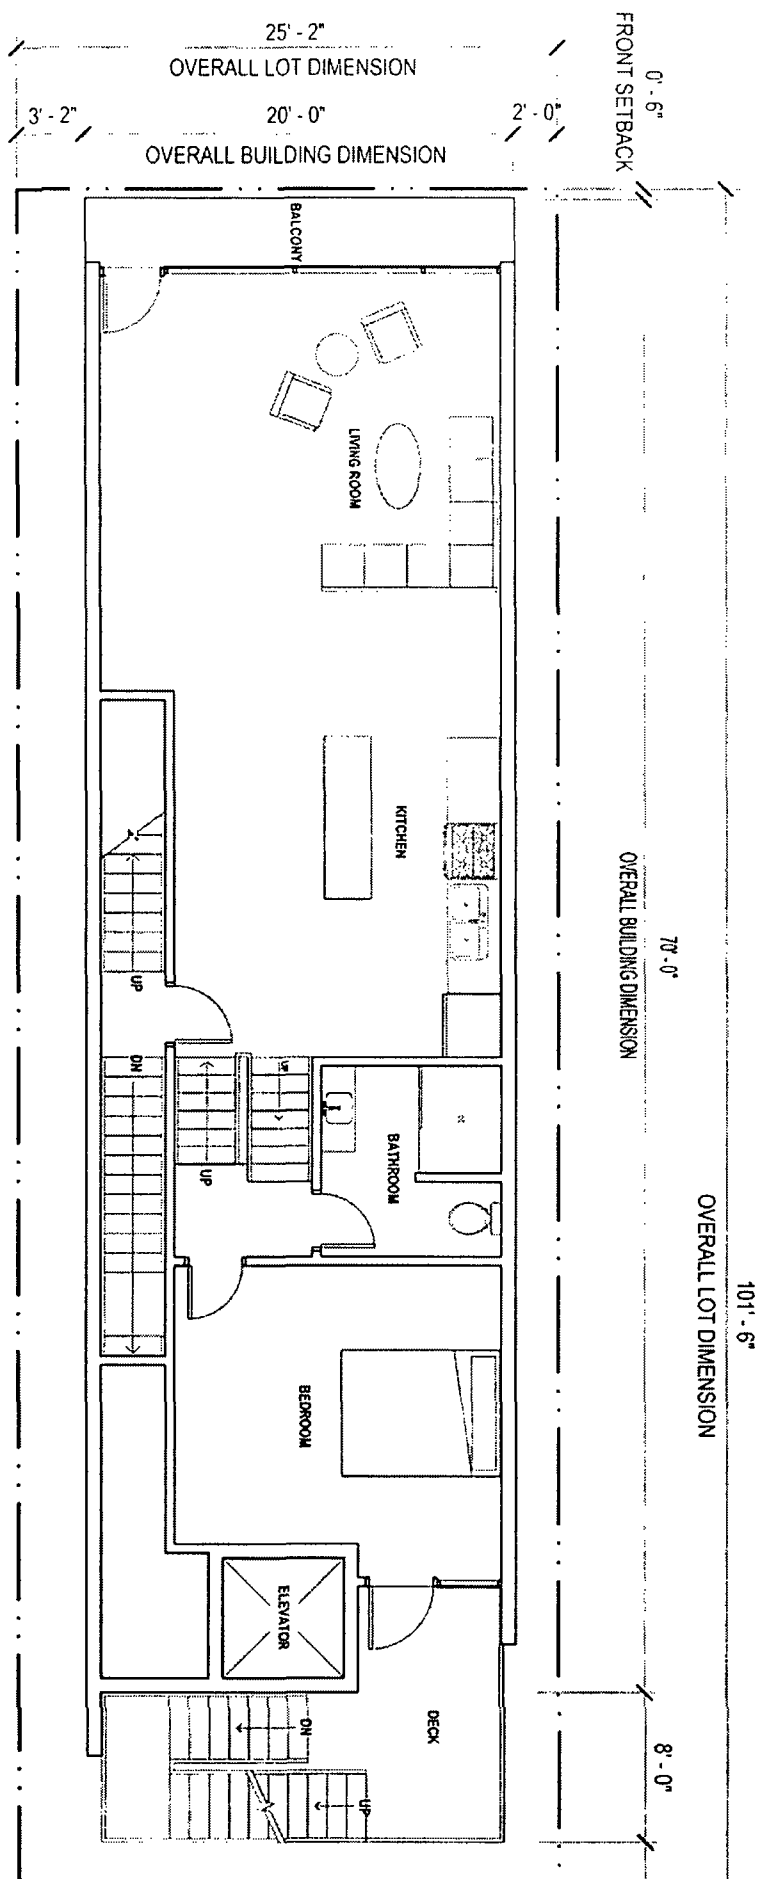 25' - 2"
OVERALL LOT DIMENSION
3' - 2"
20' - 0"
2' - 0"
OVERALL BUILDING DIMENSION
0' - 6"
FRONT SETBACK
BALCONY
LIVING ROOM
KITCHEN
70' - 0"
OVERALL BUILDING DIMENSION
UP
DN
UP
UP
BATHROOM
101' - 6"
OVERALL LOT DIMENSION
BEDROOM
ELEVATOR
DECK
DN
UP
8' - 0"